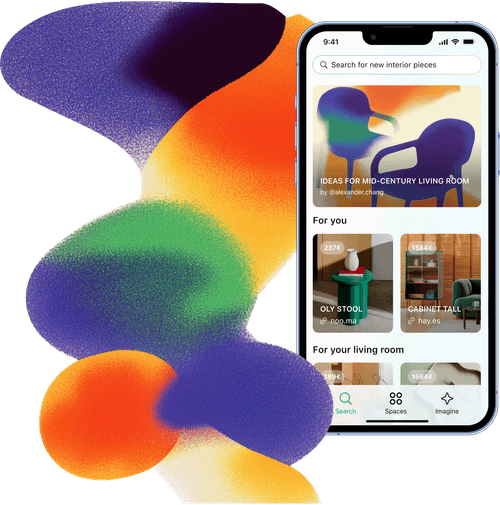 9:41
Search for new interior pieces
IDEAS FOR MID-CENTURY LIVING ROOM
by @alexander.chang
For you
237€
1584€
OLY STOOL
CABINET TALL
noo.ma
hay.es
For your living room
189€
1584€
Search
Spaces
Imagine